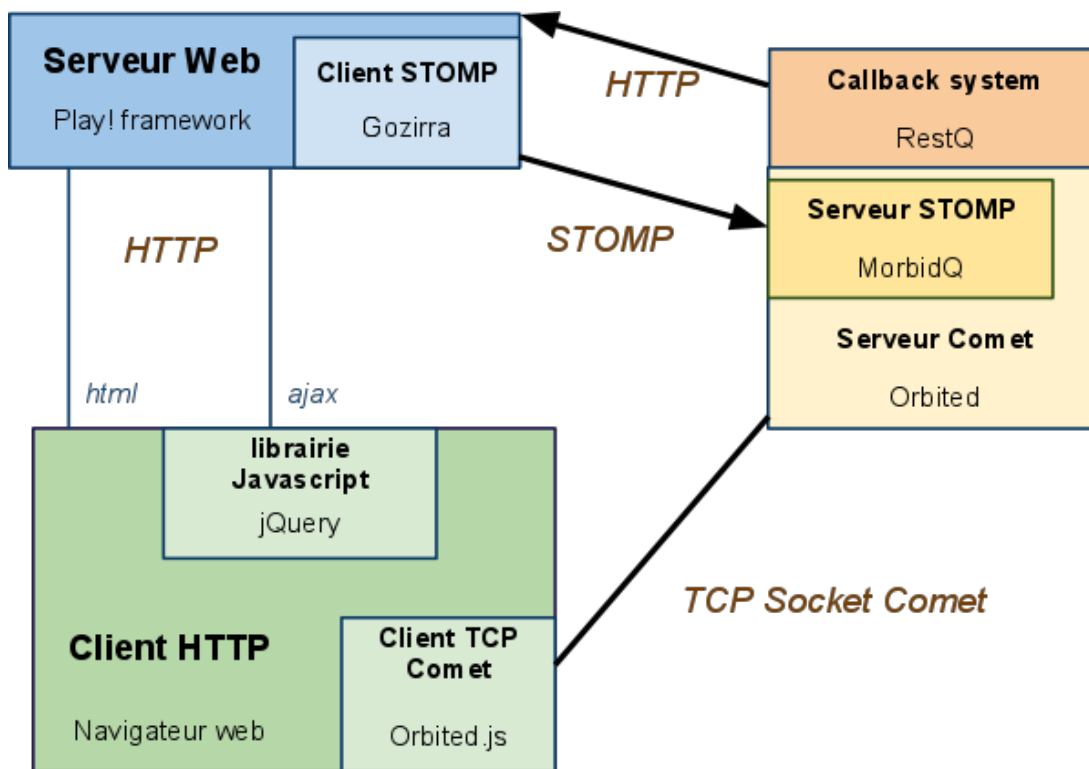 Serveur Web
Play! framework
Client STOMP
Gozirra
HTTP
Callback system
RestQ
STOMP
Serveur STOMP
MorbidQ
Serveur Comet
Orbited
HTTP
html
ajax
librairie
Javascript
jQuery
Client HTTP
Navigateur web
Client TCP
Comet
Orbited.js
TCP Socket Comet